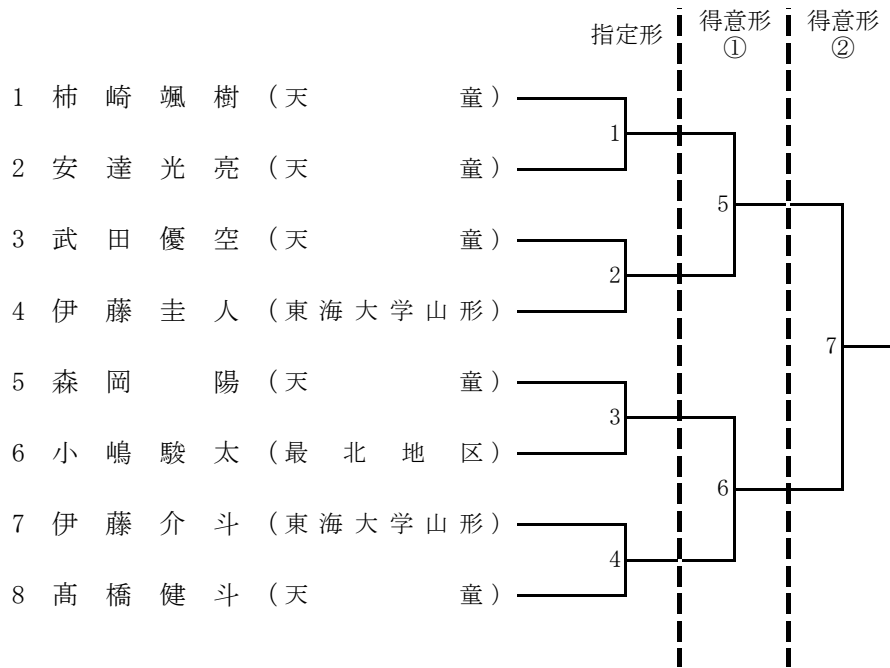 指定形 得意形 得意形
① ②
1 柿崎颯樹 (天童)
1
2 安達光亮 (天童)
5
3 武田優空 (天童)
2
4 伊藤圭人 (東海大学山形)
7
5 森岡 陽 (天童)
3
6 小嶋駿太 (最北地区)
6
7 伊藤介斗 (東海大学山形)
4
8 髙橋健斗 (天童)